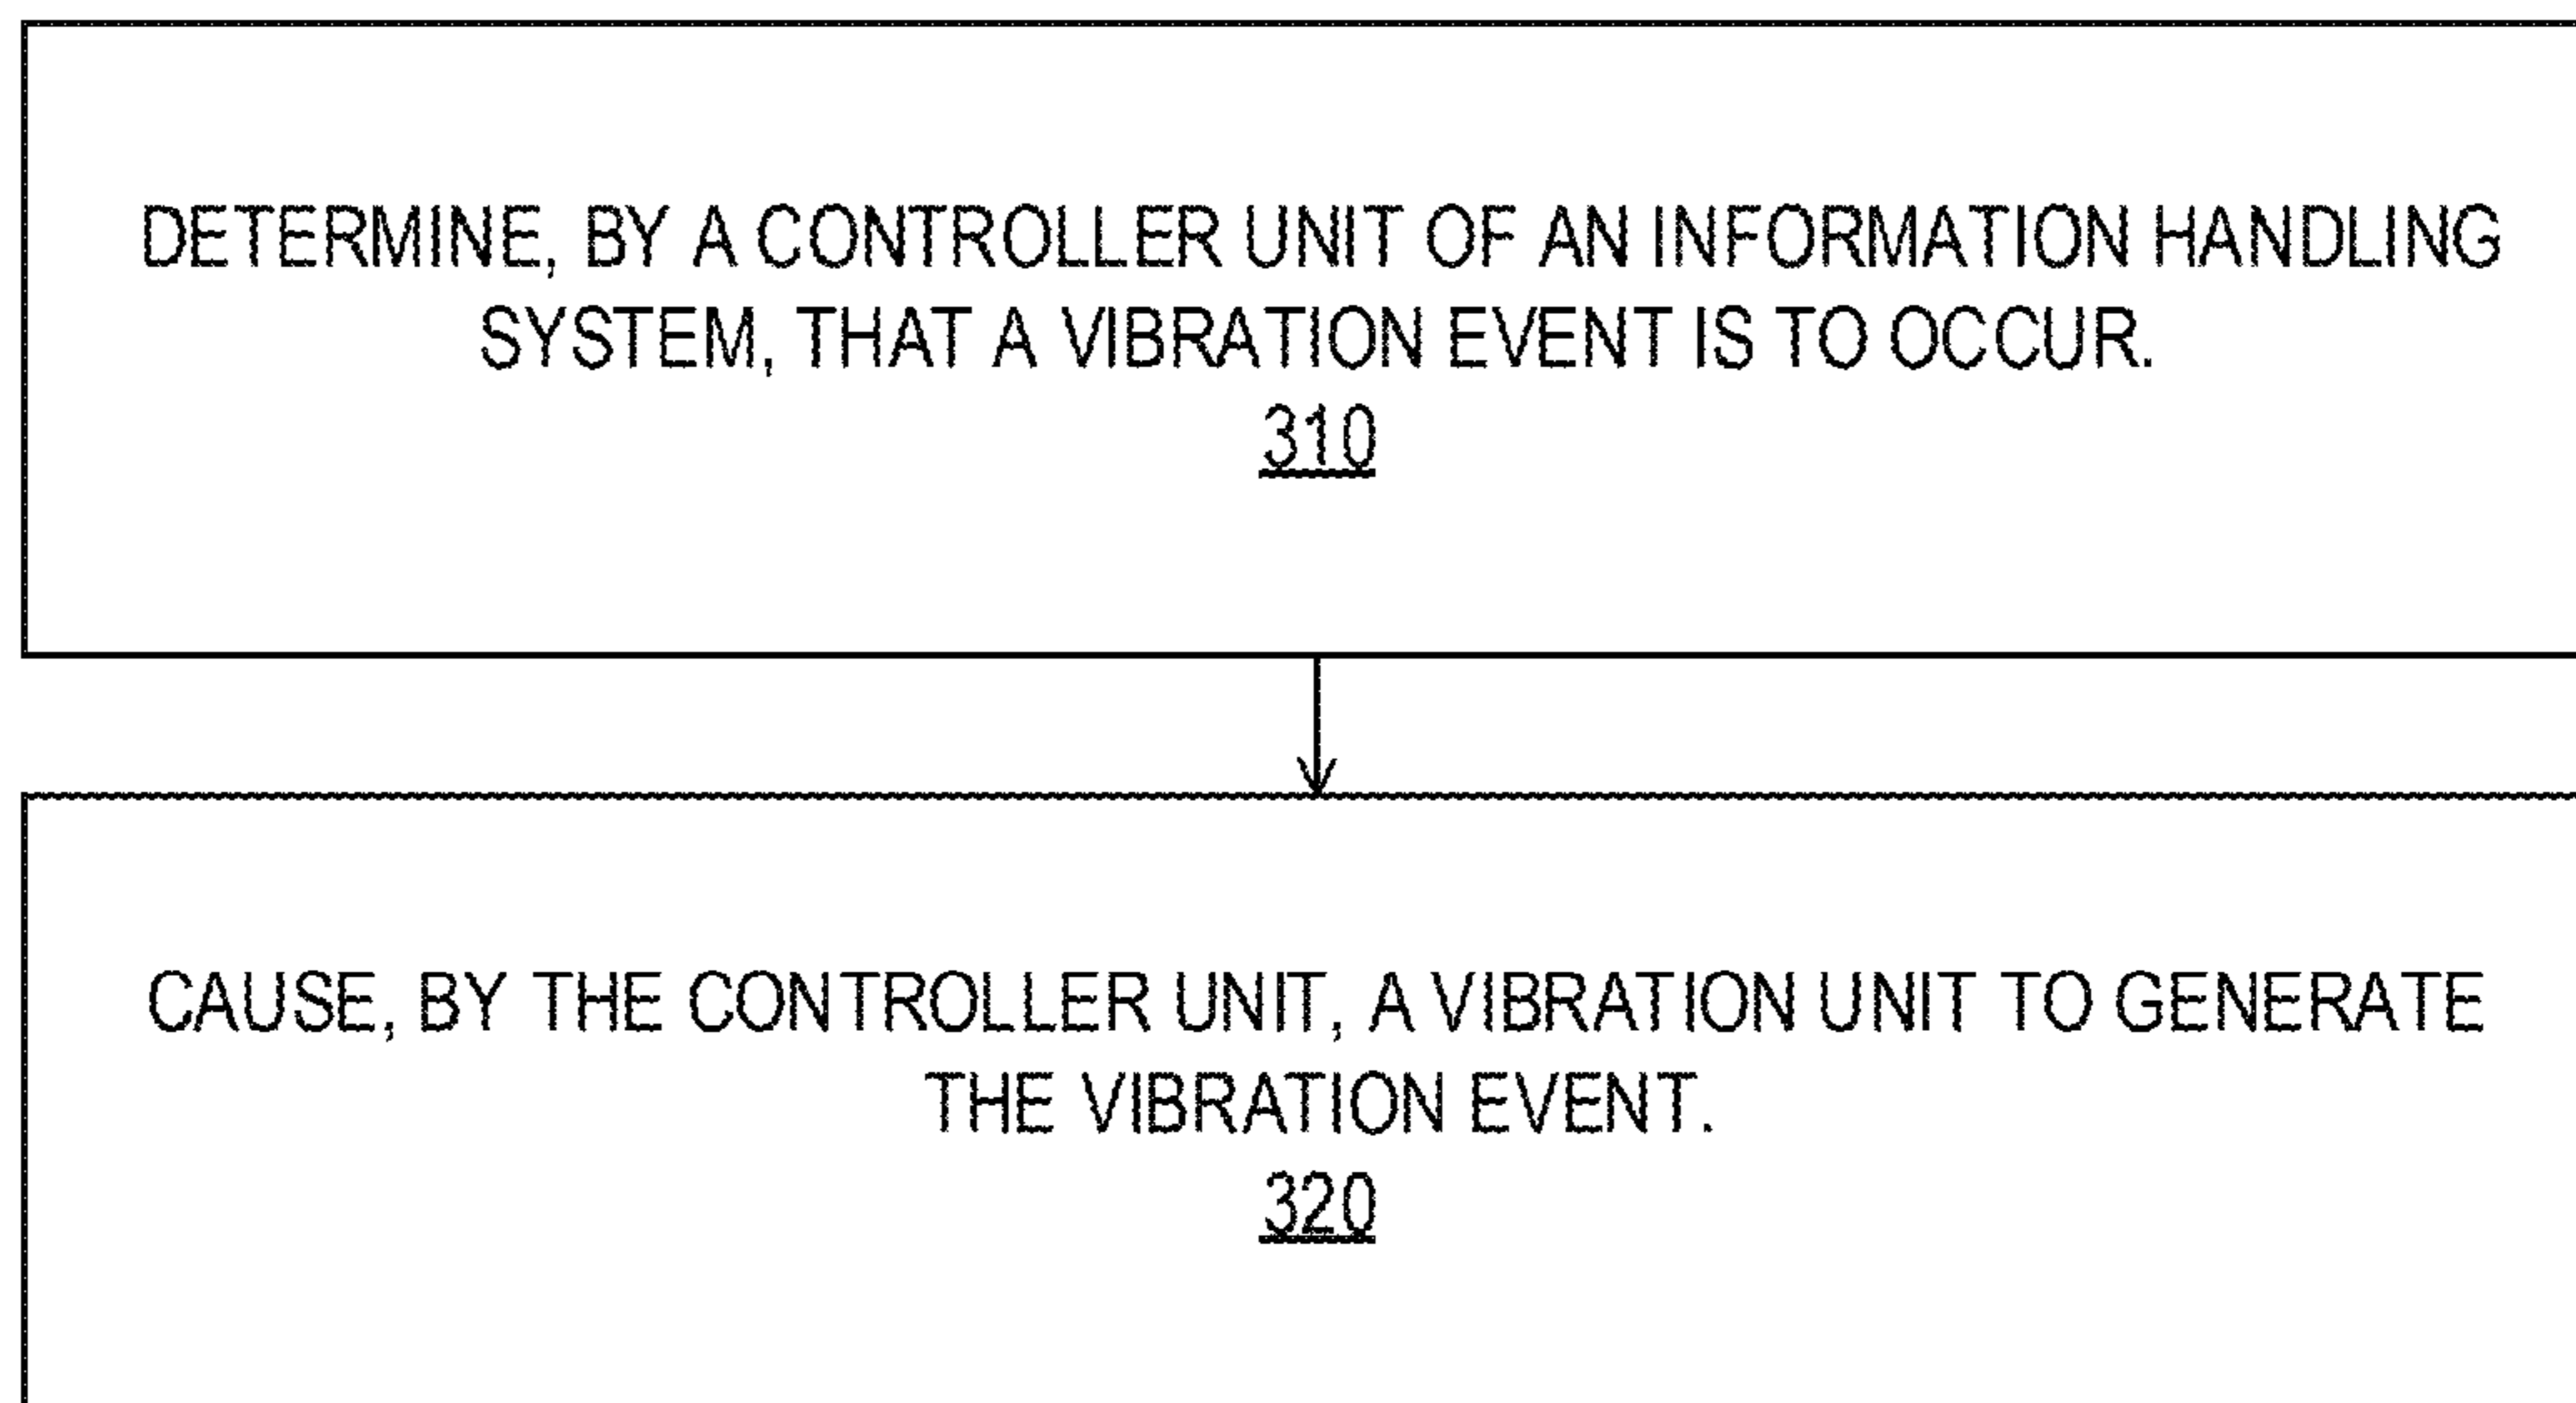 DETERMINE, BY A CONTROLLER UNIT OF AN INFORMATION HANDLING
SYSTEM, THAT A VIBRATION EVENT IS TO OCCUR.
310
CAUSE, BY THE CONTROLLER UNIT, A VIBRATION UNIT TO GENERATE
THE VIBRATION EVENT.
320